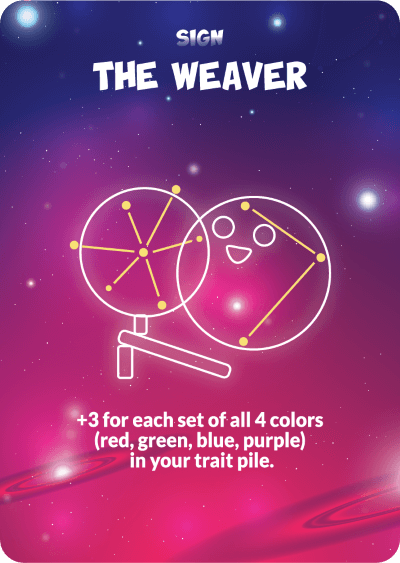 SIGN
THE WEAVER
+3 for each set of all 4 colors
(red, green, blue, purple)
in your trait pile.